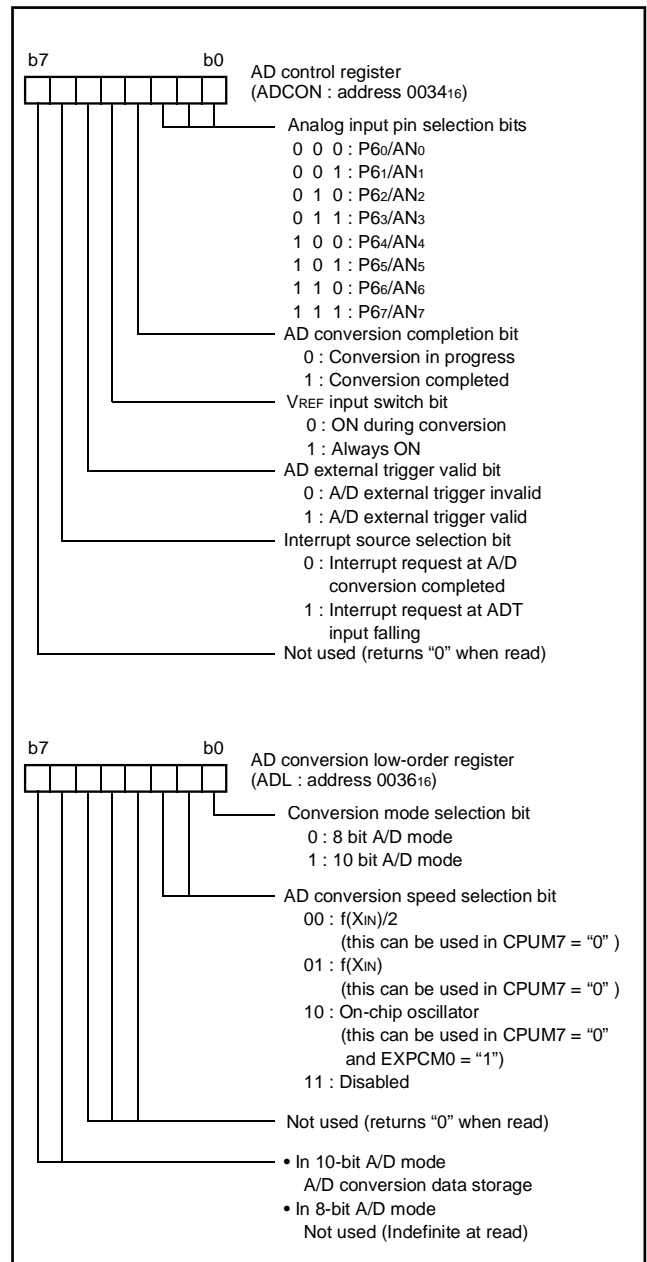 b7 b0
AD control register
(ADCON : address 003416)
Analog input pin selection bits
0 0 0 : P60/AN0
0 0 1 : P61/AN1
0 1 0 : P62/AN2
0 1 1 : P63/AN3
1 0 0 : P64/AN4
1 0 1 : P65/AN5
1 1 0 : P66/AN6
1 1 1 : P67/AN7
AD conversion completion bit
0 : Conversion in progress
1 : Conversion completed
VREF input switch bit
0 : ON during conversion
1 : Always ON
AD external trigger valid bit
0 : A/D external trigger invalid
1 : A/D external trigger valid
Interrupt source selection bit
0 : Interrupt request at A/D
conversion completed
1 : Interrupt request at ADT
input falling
Not used (returns “0” when read)
b7 b0
AD conversion low-order register
(ADL : address 003616)
Conversion mode selection bit
0 : 8 bit A/D mode
1 : 10 bit A/D mode
AD conversion speed selection bit
00 : f(XIN)/2
(this can be used in CPUM7 = “0” )
01 : f(XIN)
(this can be used in CPUM7 = “0” )
10 : On-chip oscillator
(this can be used in CPUM7 = “0”
and EXPCM0 = “1”)
11 : Disabled
Not used (returns “0” when read)
• In 10-bit A/D mode
A/D conversion data storage
• In 8-bit A/D mode
Not used (Indefinite at read)